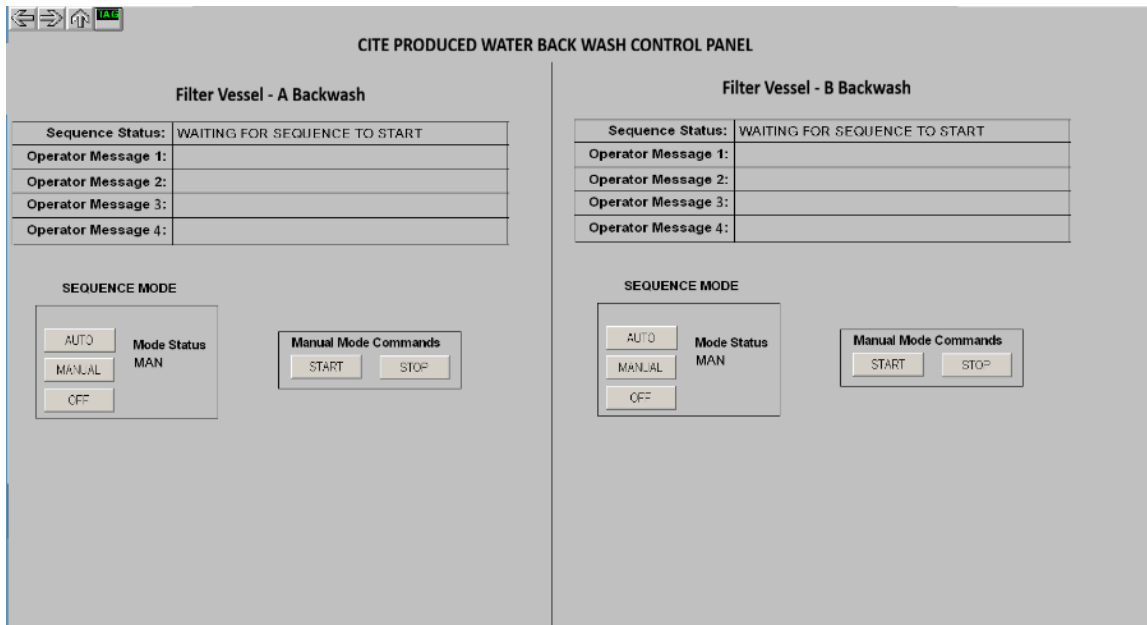 TAG
CITE PRODUCED WATER BACK WASH CONTROL PANEL
Filter Vessel - A Backwash
Sequence Status: WAITING FOR SEQUENCE TO START
Operator Message 1:
Operator Message 2:
Operator Message 3:
Operator Message 4:
SEQUENCE MODE
AUTO
MANUAL
OFF
Mode Status
MAN
Manual Mode Commands
START STOP
Filter Vessel - B Backwash
Sequence Status: WAITING FOR SEQUENCE TO START
Operator Message 1:
Operator Message 2:
Operator Message 3:
Operator Message 4:
SEQUENCE MODE
AUTO
MANUAL
OFF
Mode Status
MAN
Manual Mode Commands
START STOP